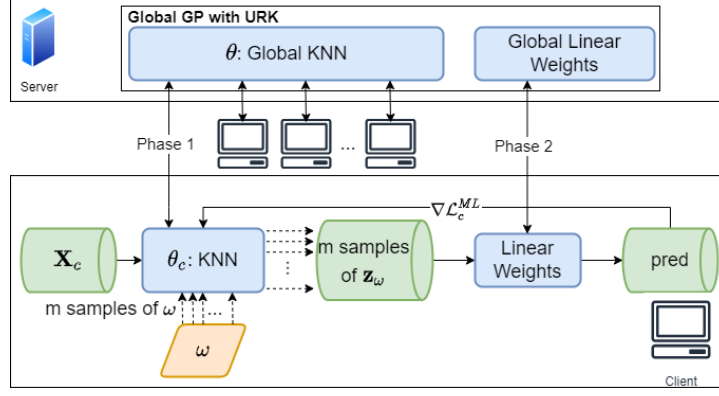 Global GP with URK
θ: Global KNN
Global Linear
Weights
Server
Phase 1
...
Phase 2
∇ℒ_c^{ML}
X_c
θ_c: KNN
⋮
m samples
of z_ω
Linear
Weights
pred
m samples of ω
...
ω
Client